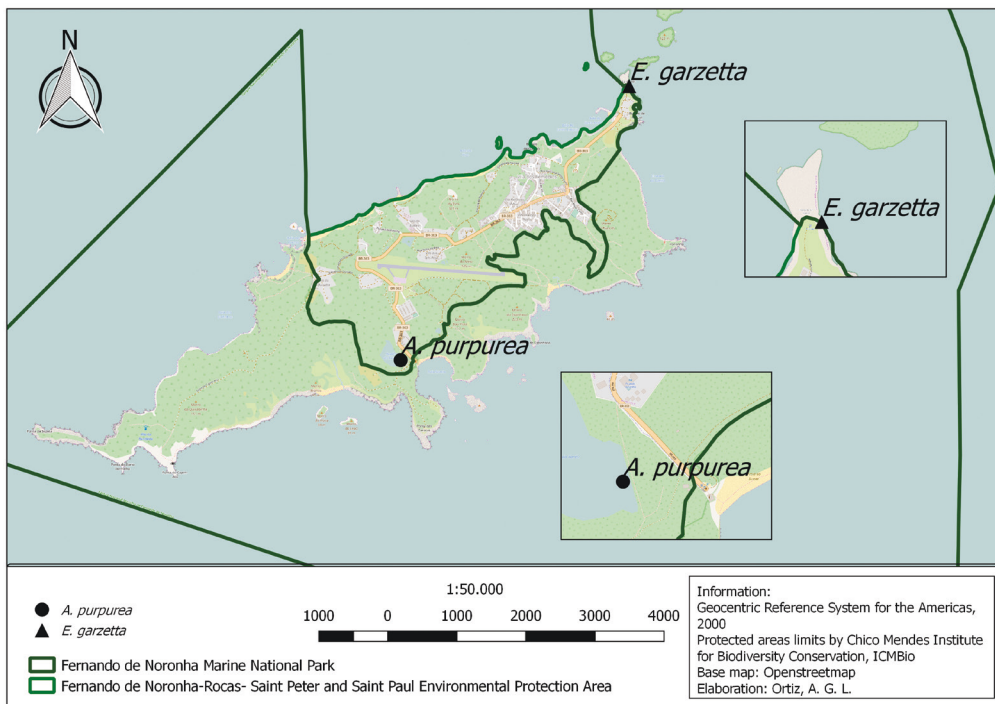 N
E. garzetta
E. garzetta
A. purpurea
A. purpurea
1:50.000
1000 0 1000 2000 3000 4000
A. purpurea
E. garzetta
Fernando de Noronha Marine National Park
Fernando de Noronha-Rocas- Saint Peter and Saint Paul Environmental Protection Area
Information:
Geocentric Reference System for the Americas,
2000
Protected areas limits by Chico Mendes Institute
for Biodiversity Conservation, ICMBio
Base map: Openstreetmap
Elaboration: Ortiz, A. G. L.